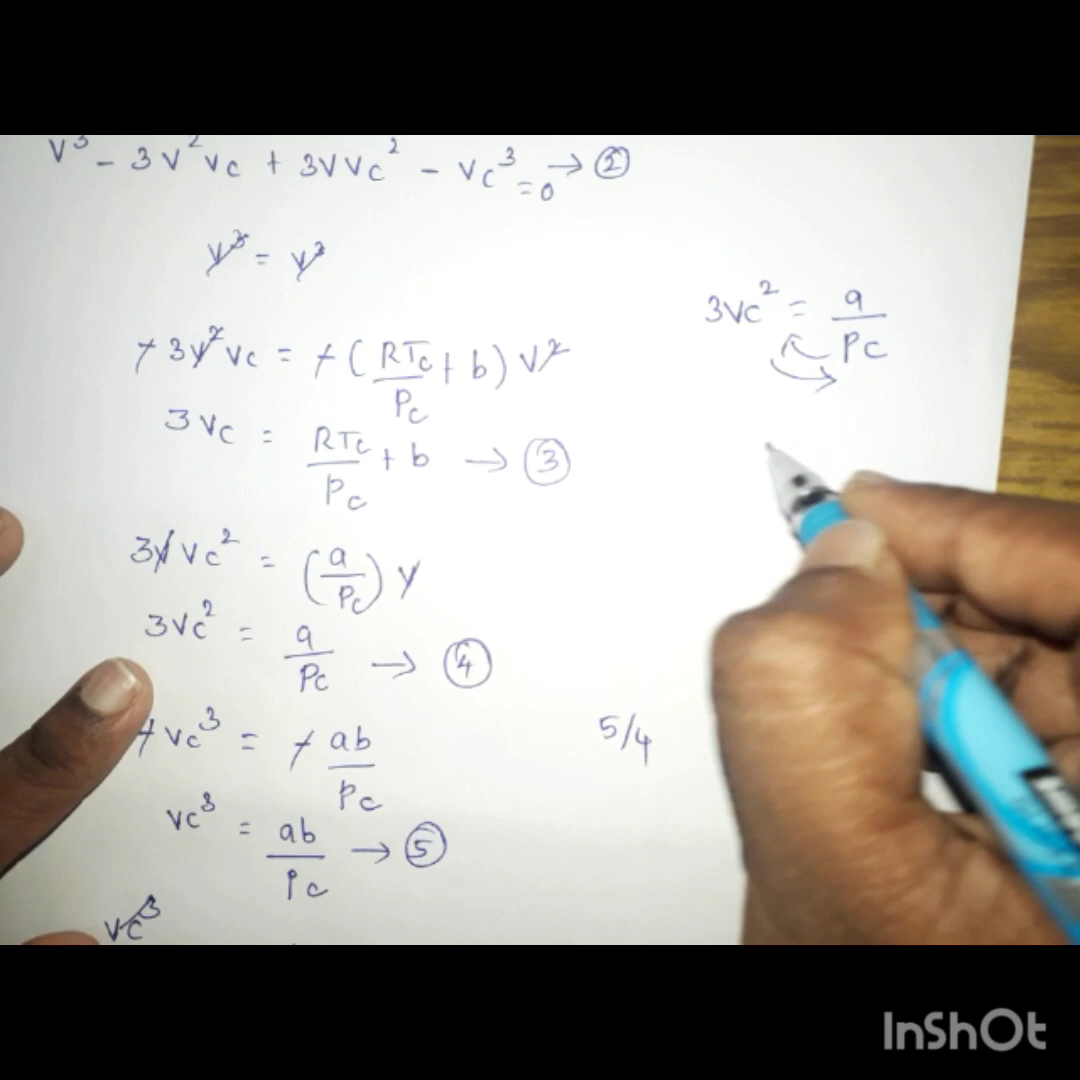 V³ - 3V²Vc + 3VVc² - Vc³ = 0 → ②
V³ = V³
- 3V²Vc = - (RTc/Pc + b) V²
3Vc = RTc/Pc + b → ③
3VVc² = (a/Pc) V
3Vc² = a/Pc → ④
- Vc³ = - ab/Pc
Vc³ = ab/Pc → ⑤
Vc³
3Vc² = a/Pc
5/4
InShOt